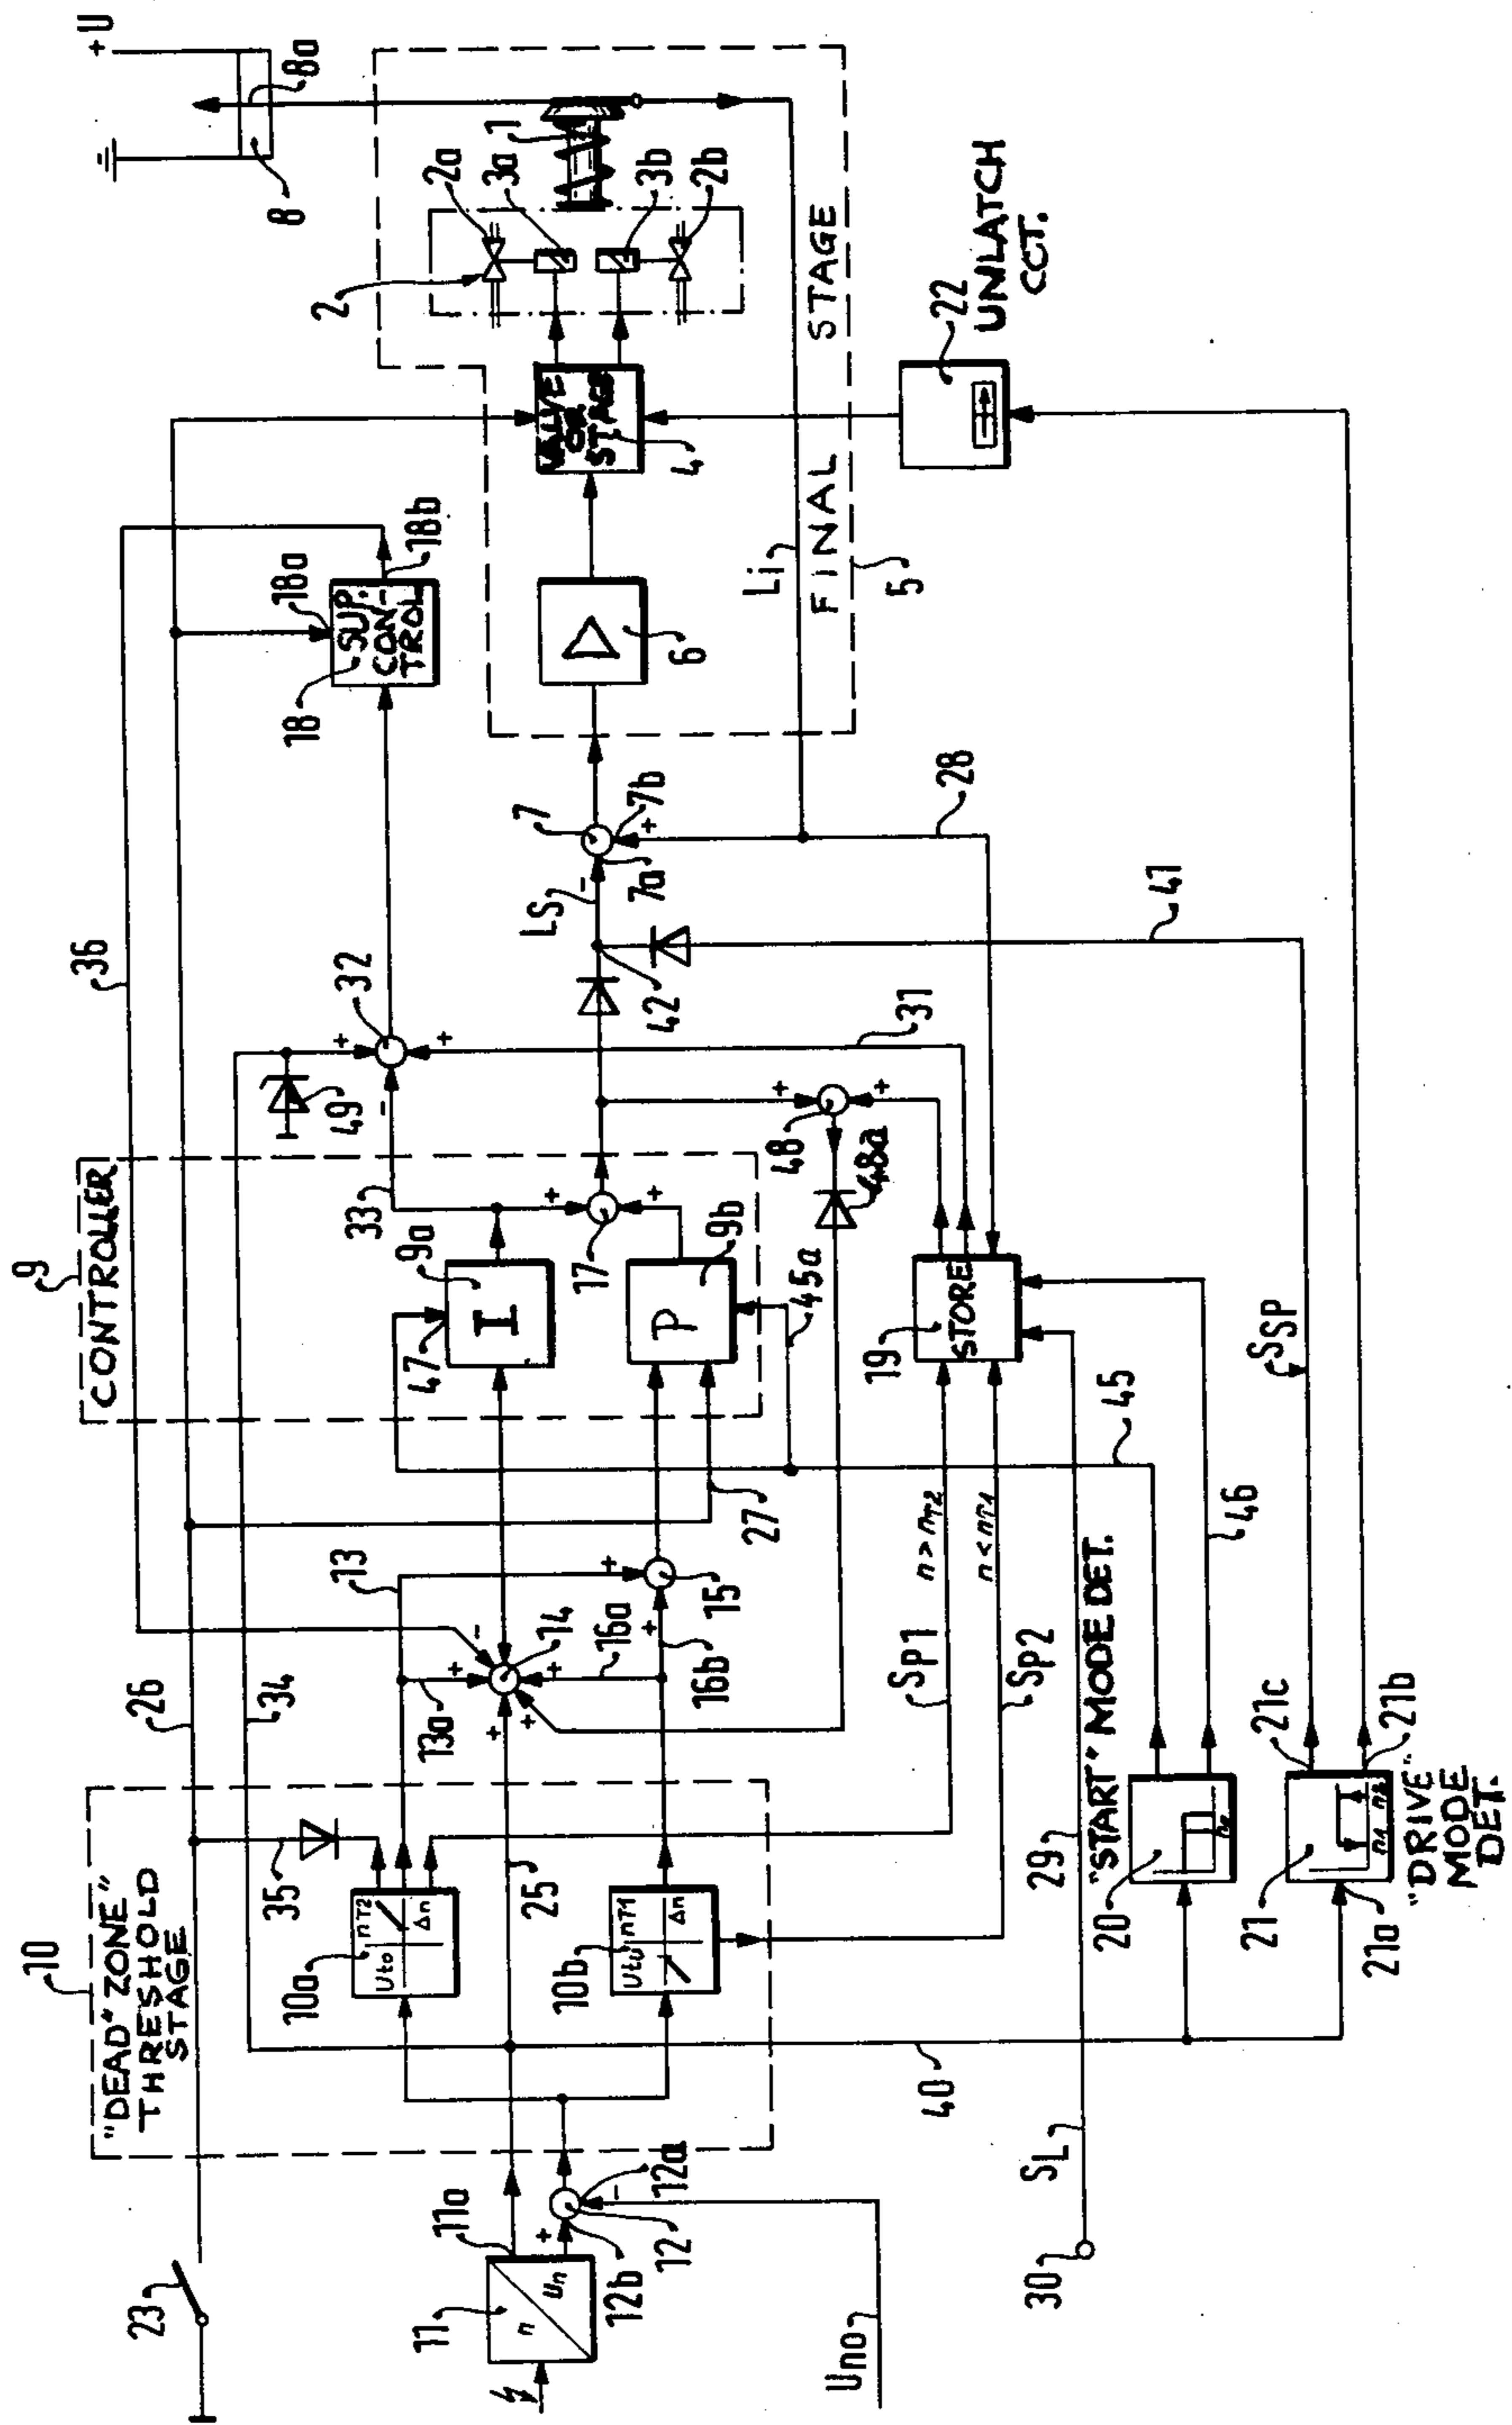 +U
8a
8
2a
3a
1
3b
2b
2
VALVE
OR
STAGE
4
FINAL STAGE
5
6
Li
22
UNLATCH
CCT.
18a
18b
18
SUP.
CON-
TROL
7
7b
7a
+
-
LS
28
41
42
36
32
+
+
-
49
31
33
9
CONTROLLER
9a
I
47
17
+
+
9b
P
45a
48
+
+
48a
19
STORE
SSP
45
46
27
n > nT2
n < nT1
13
14
15
+
+
-
+
+
+
+
+
13a
16a
16b
Sp1
Sp2
26
34
"START" MODE DET.
29
20
21
21a
21b
21c
n1 n2
"DRIVE"
MODE
DET.
10
"DEAD" ZONE"
THRESHOLD
STAGE
35
10a
Uto nT2
Δn
25
10b
Utu nT1
Δn
40
23
11
11a
n
Un
12
12a
12b
+
-
Uno
SL
30